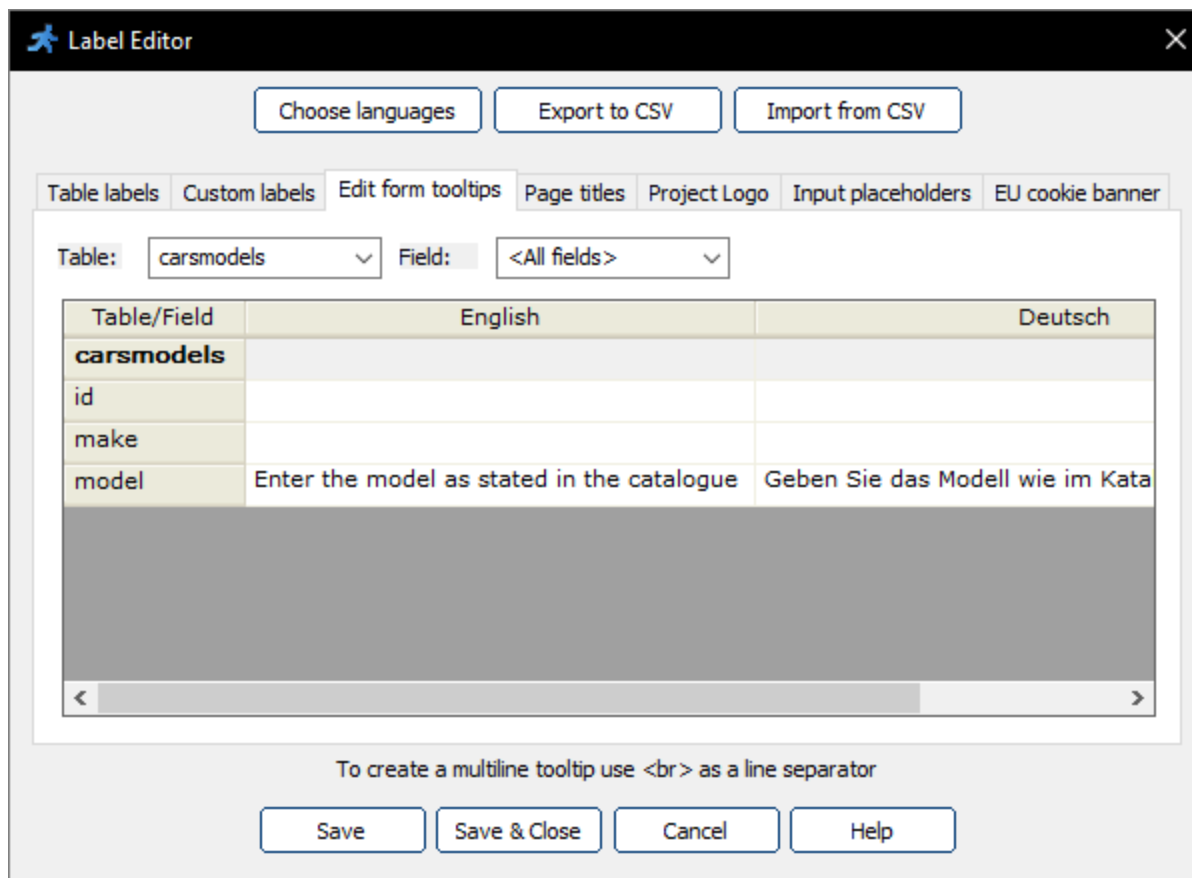 Label Editor
Choose languages Export to CSV Import from CSV
Table labels Custom labels Edit form tooltips Page titles Project Logo Input placeholders EU cookie banner
Table: carsmodels Field: <All fields>
Table/Field English Deutsch
carsmodels
id
make
model Enter the model as stated in the catalogue Geben Sie das Modell wie im Kata
To create a multiline tooltip use <br> as a line separator
Save Save & Close Cancel Help